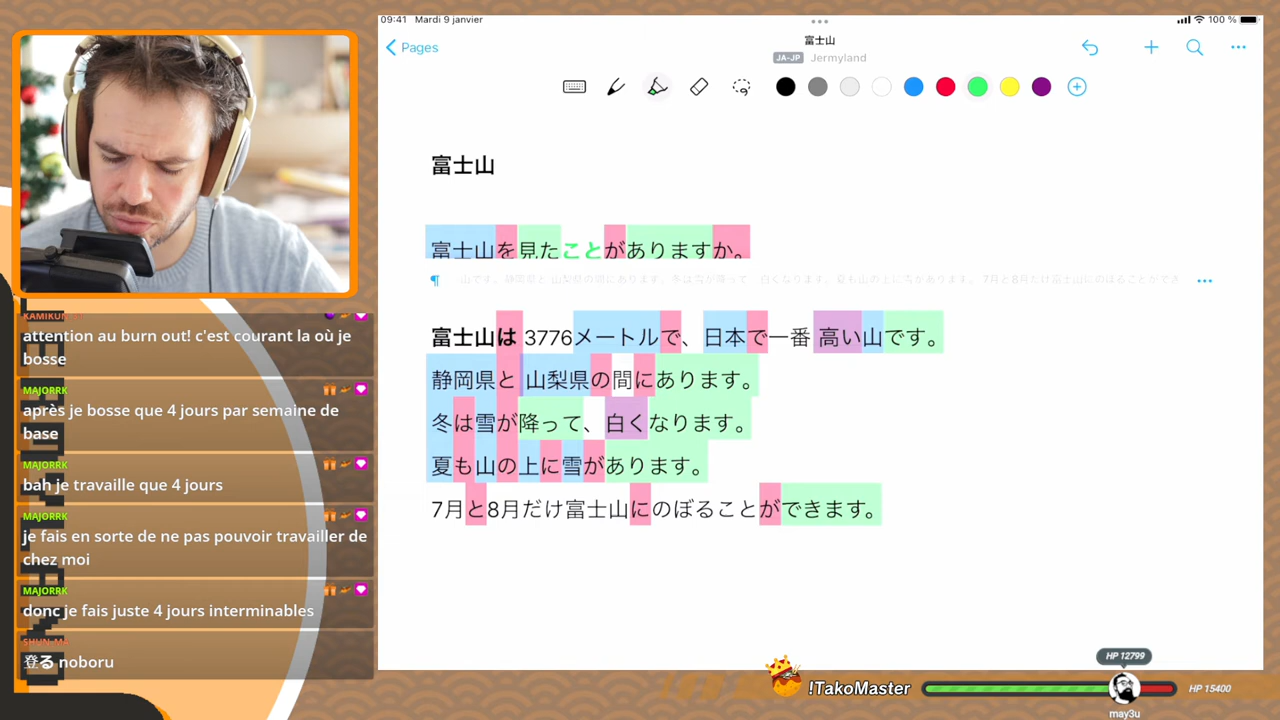 09:41 Mardi 9 janvier
100 %
Pages
富士山
JA-JP Jermyland
富士山
富士山を見たことがありますか。
富士山は 3776メートルで、日本で一番 高い山です。
静岡県と 山梨県の間にあります。
冬は雪が降って、白くなります。
夏も山の上に雪があります。
7月と8月だけ富士山にのぼることができます。
attention au burn out! c'est courant la où je
bosse
MAJORRK
après je bosse que 4 jours par semaine de
base
MAJORRK
bah je travaille que 4 jours
MAJORRK
je fais en sorte de ne pas pouvoir travailler de
chez moi
MAJORRK
donc je fais juste 4 jours interminables
登る noboru
!TakoMaster
HP 12799
HP 15400
may3u